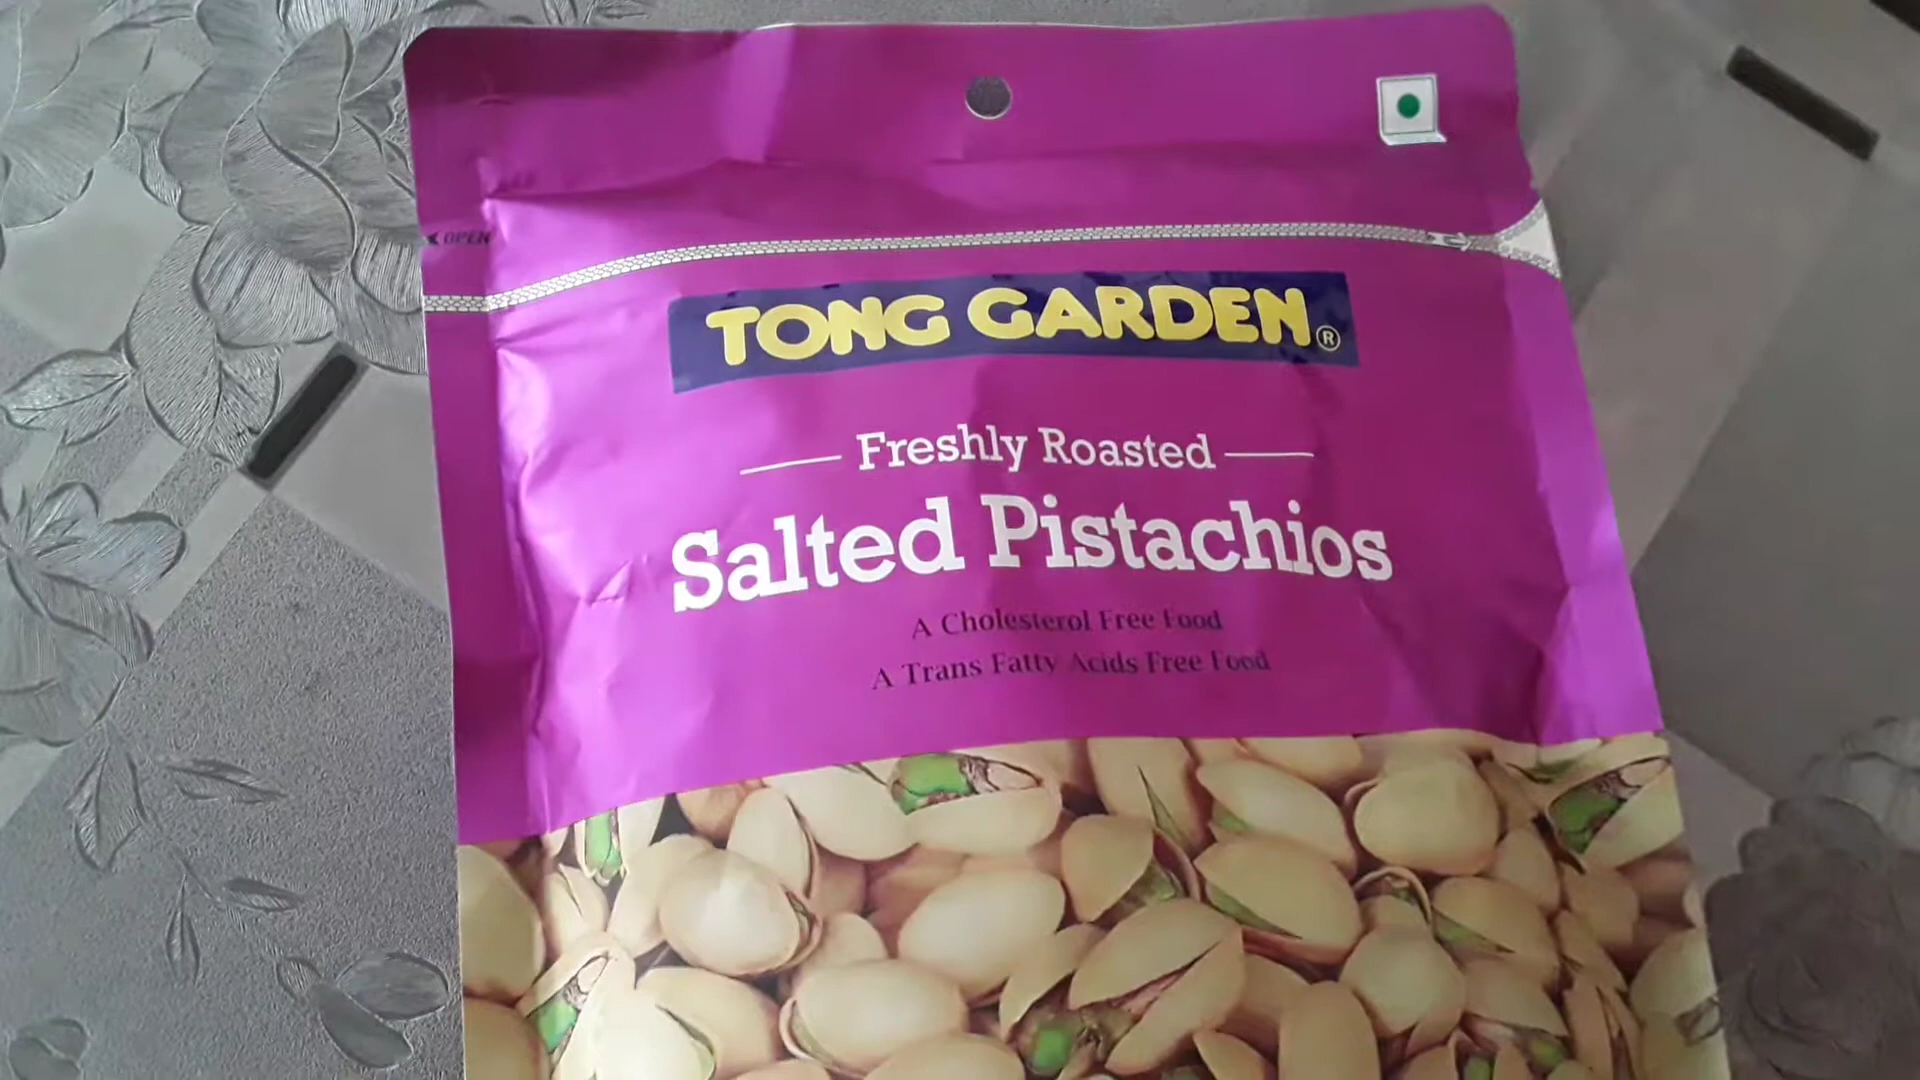 OPEN
TONG GARDEN®
Freshly Roasted
Salted Pistachios
A Cholesterol Free Food
A Trans Fatty Acids Free Food